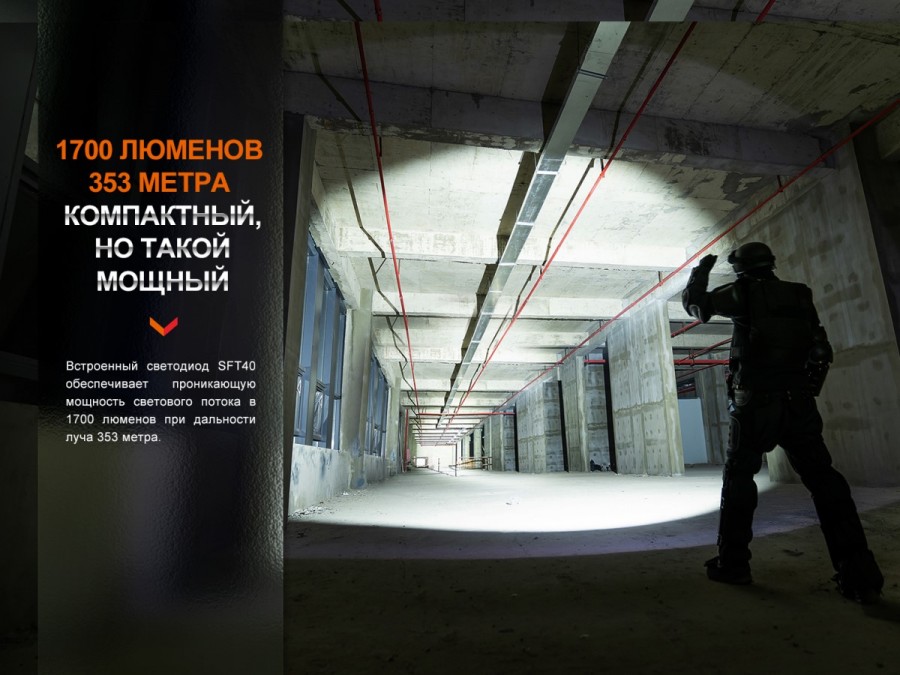 1700 ЛЮМЕНОВ
353 МЕТРА
КОМПАКТНЫЙ,
НО ТАКОЙ
МОЩНЫЙ
Встроенный светодиод SFT40
обеспечивает проникающую
мощность светового потока в
1700 люменов при дальности
луча 353 метра.